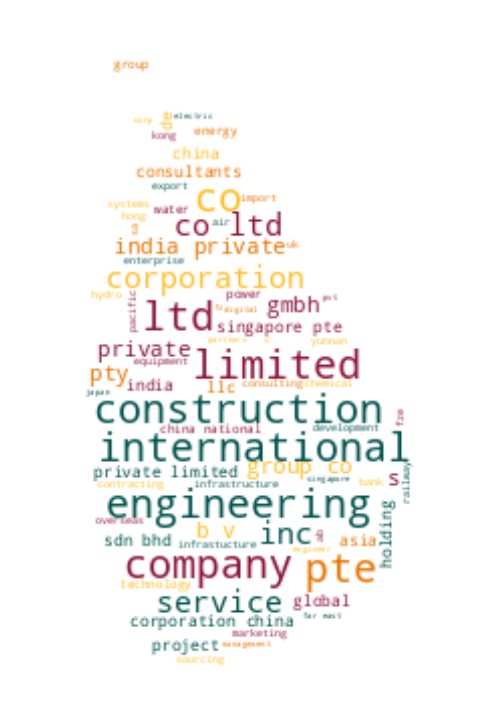 group
corp electric
kong energy
china
consultants
export
co import
systems water
hong air
co ltd
india private uk
enterprise
corporation
hydro power
pacific ltd gmbh pvt
digital
singapore pte
partners c yunnan
private limited
equipment
pty india llc consulting chemical
japan
construction fze
china national development
international
private limited group co
contracting infrastructure singapore bank s railway
engineering
overseas b v inc holding
sdn bhd infrastucture asia
engineer
company pte
technology
service global
corporation china far east
marketing
project management
sourcing